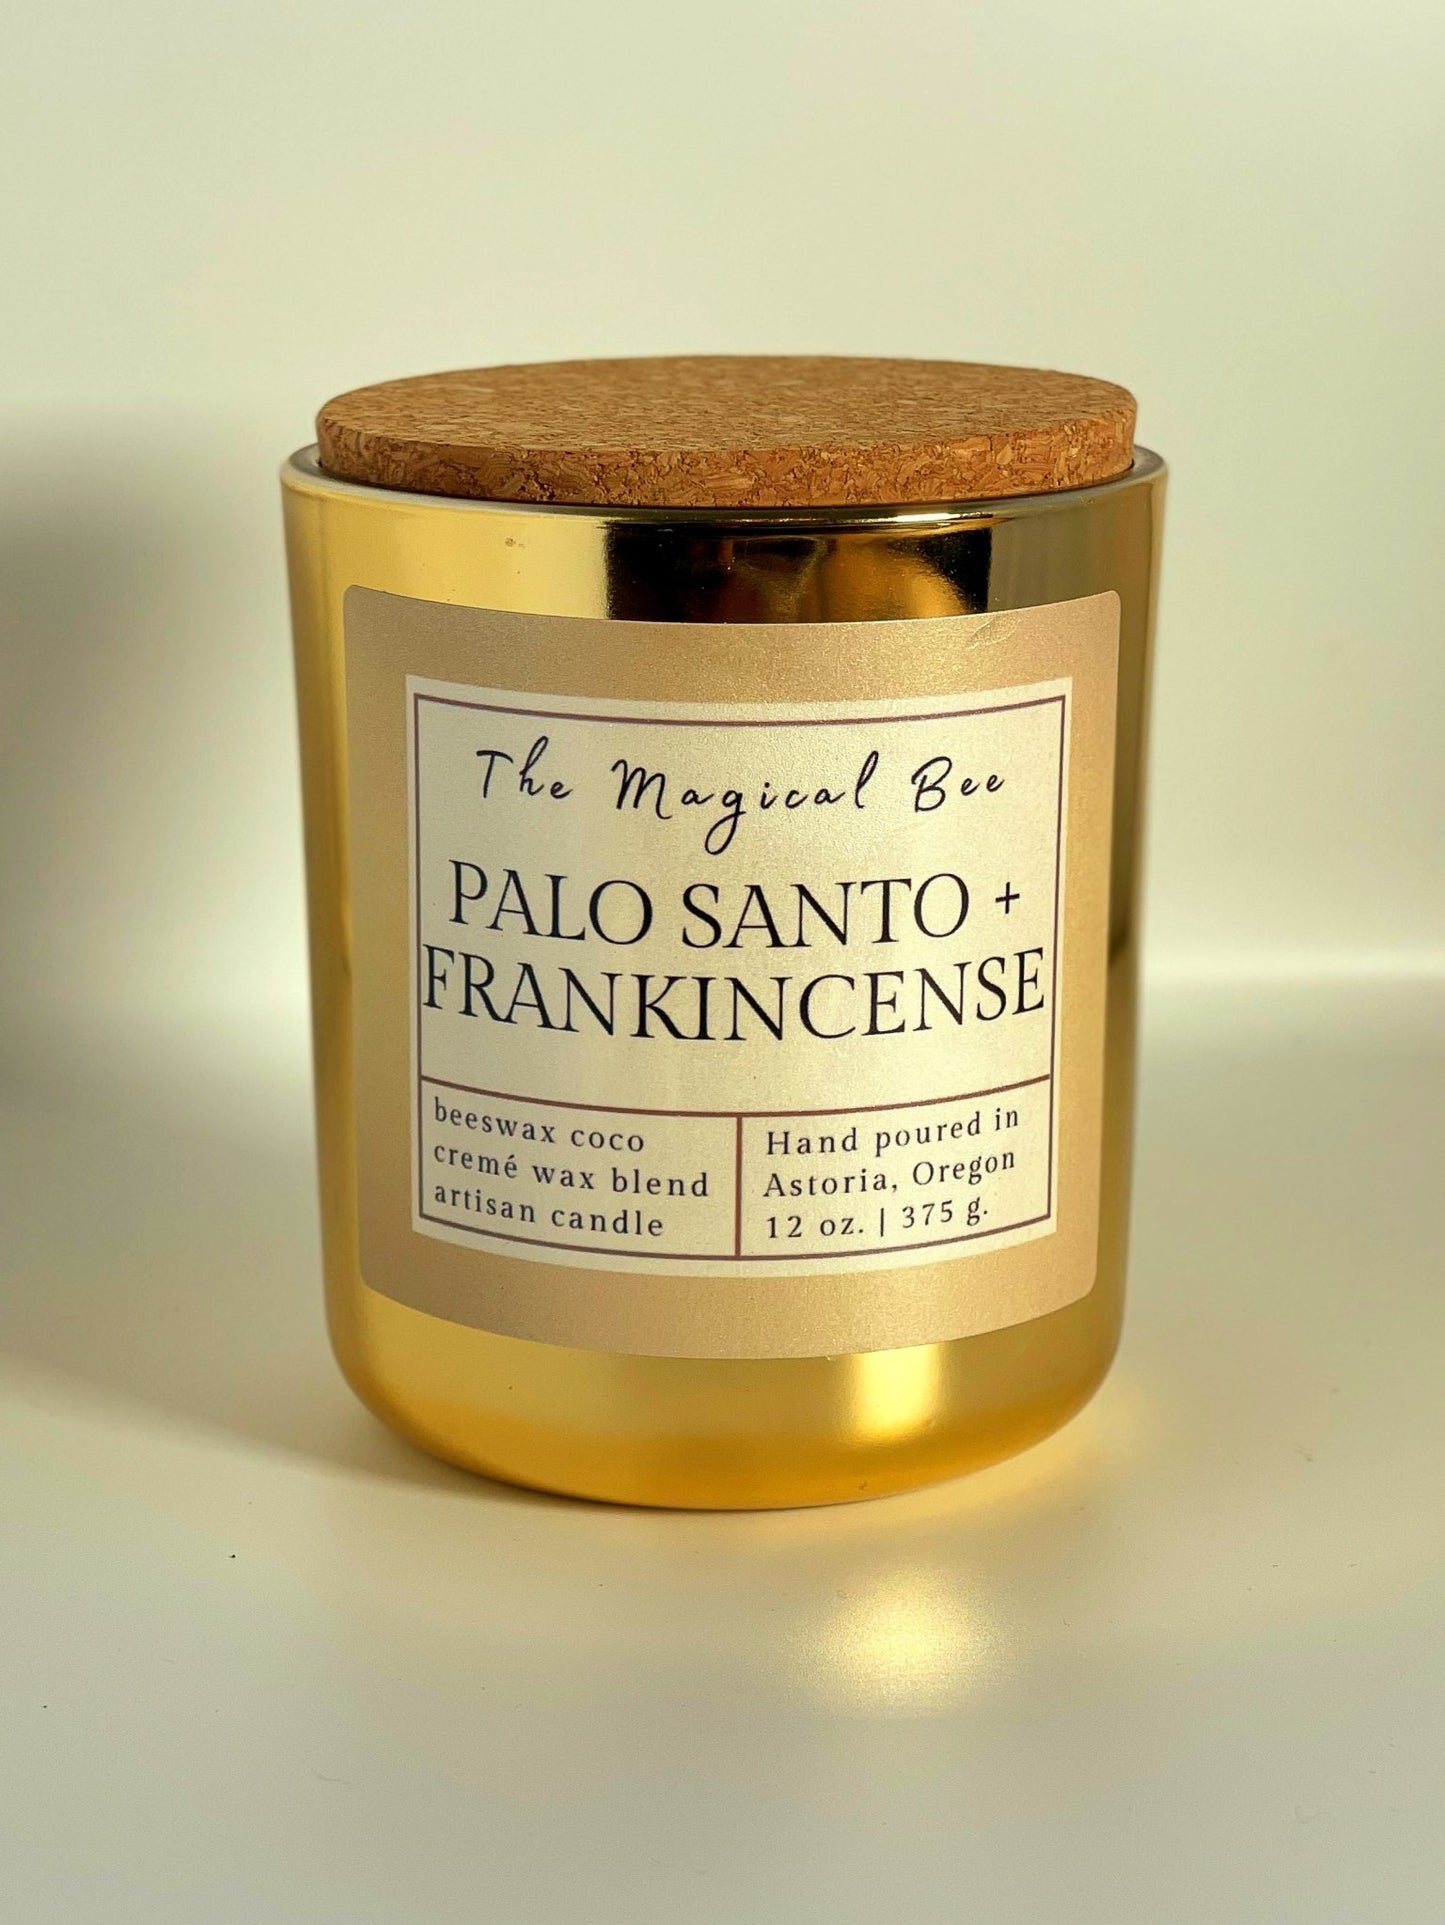 The Magical Bee
PALO SANTO +
FRANKINCENSE
beeswax coco
cremé wax blend
artisan candle
Hand poured in
Astoria, Oregon
12 oz. | 375 g.